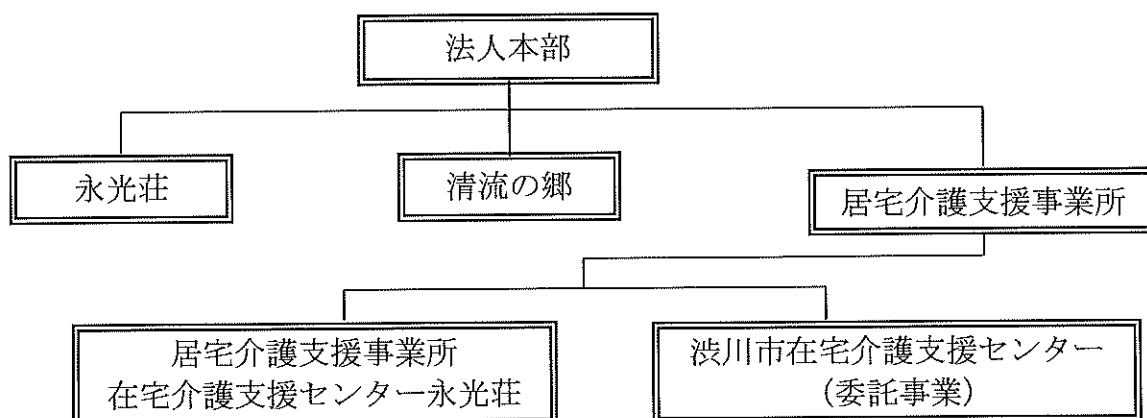 法人本部
永光荘
清流の郷
居宅介護支援事業所
居宅介護支援事業所
在宅介護支援センター永光荘
渋川市在宅介護支援センター
(委託事業)